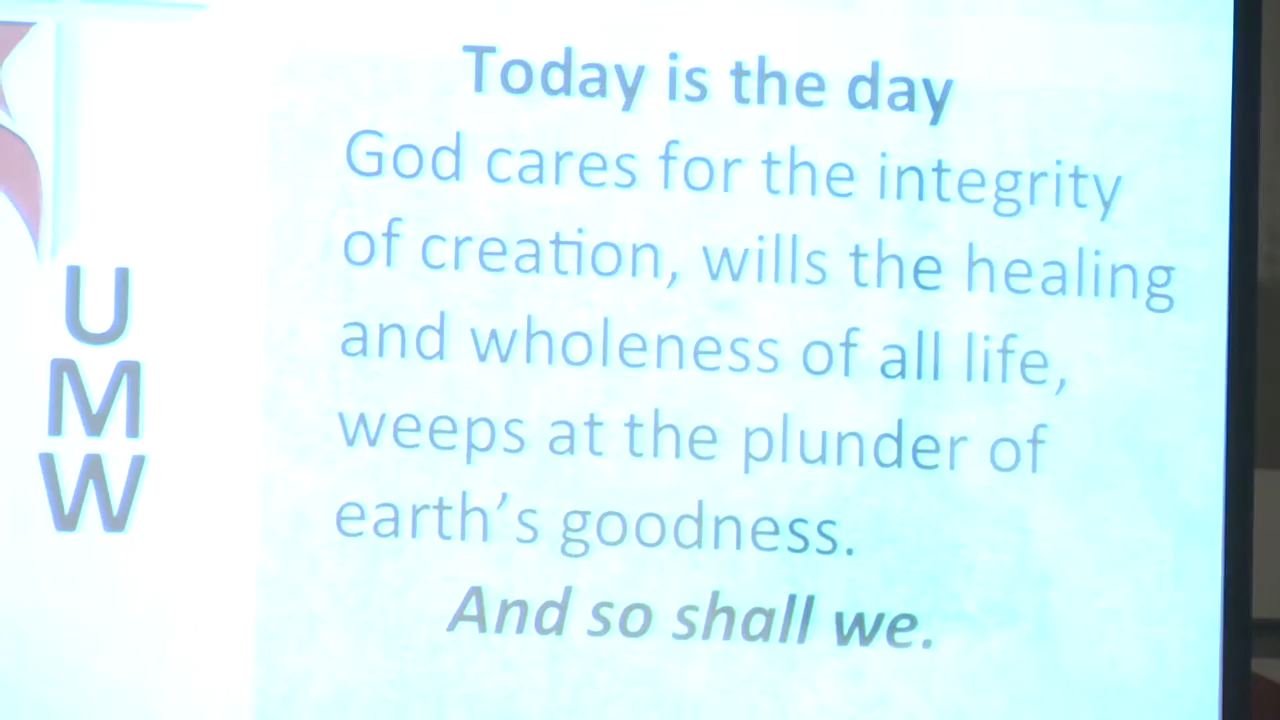 Today is the day
God cares for the integrity
of creation, wills the healing
and wholeness of all life,
weeps at the plunder of
earth’s goodness.
And so shall we.
U
M
W